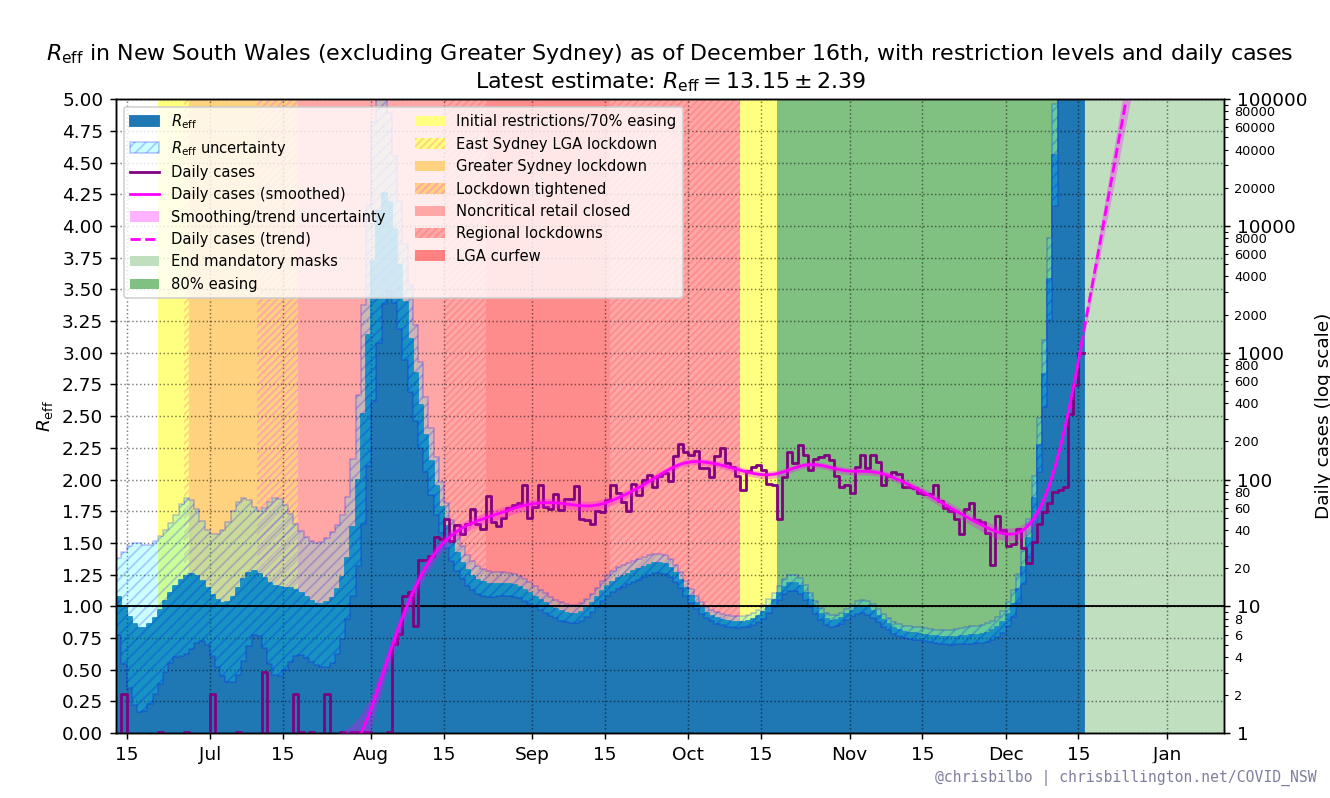 R_eff in New South Wales (excluding Greater Sydney) as of December 16th, with restriction levels and daily cases
Latest estimate: R_eff = 13.15 ± 2.39
R_eff
R_eff uncertainty
Daily cases
Daily cases (smoothed)
Smoothing/trend uncertainty
Daily cases (trend)
End mandatory masks
80% easing
Initial restrictions/70% easing
East Sydney LGA lockdown
Greater Sydney lockdown
Lockdown tightened
Noncritical retail closed
Regional lockdowns
LGA curfew
R_eff
5.00
4.75
4.50
4.25
4.00
3.75
3.50
3.25
3.00
2.75
2.50
2.25
2.00
1.75
1.50
1.25
1.00
0.75
0.50
0.25
0.00
15 Jul 15 Aug 15 Sep 15 Oct 15 Nov 15 Dec 15 Jan
100000
80000
60000
40000
20000
10000
8000
6000
4000
2000
1000
800
600
400
200
100
80
60
40
20
10
8
6
4
2
1
Daily cases (log scale)
@chrisbilbo | chrisbillington.net/COVID_NSW